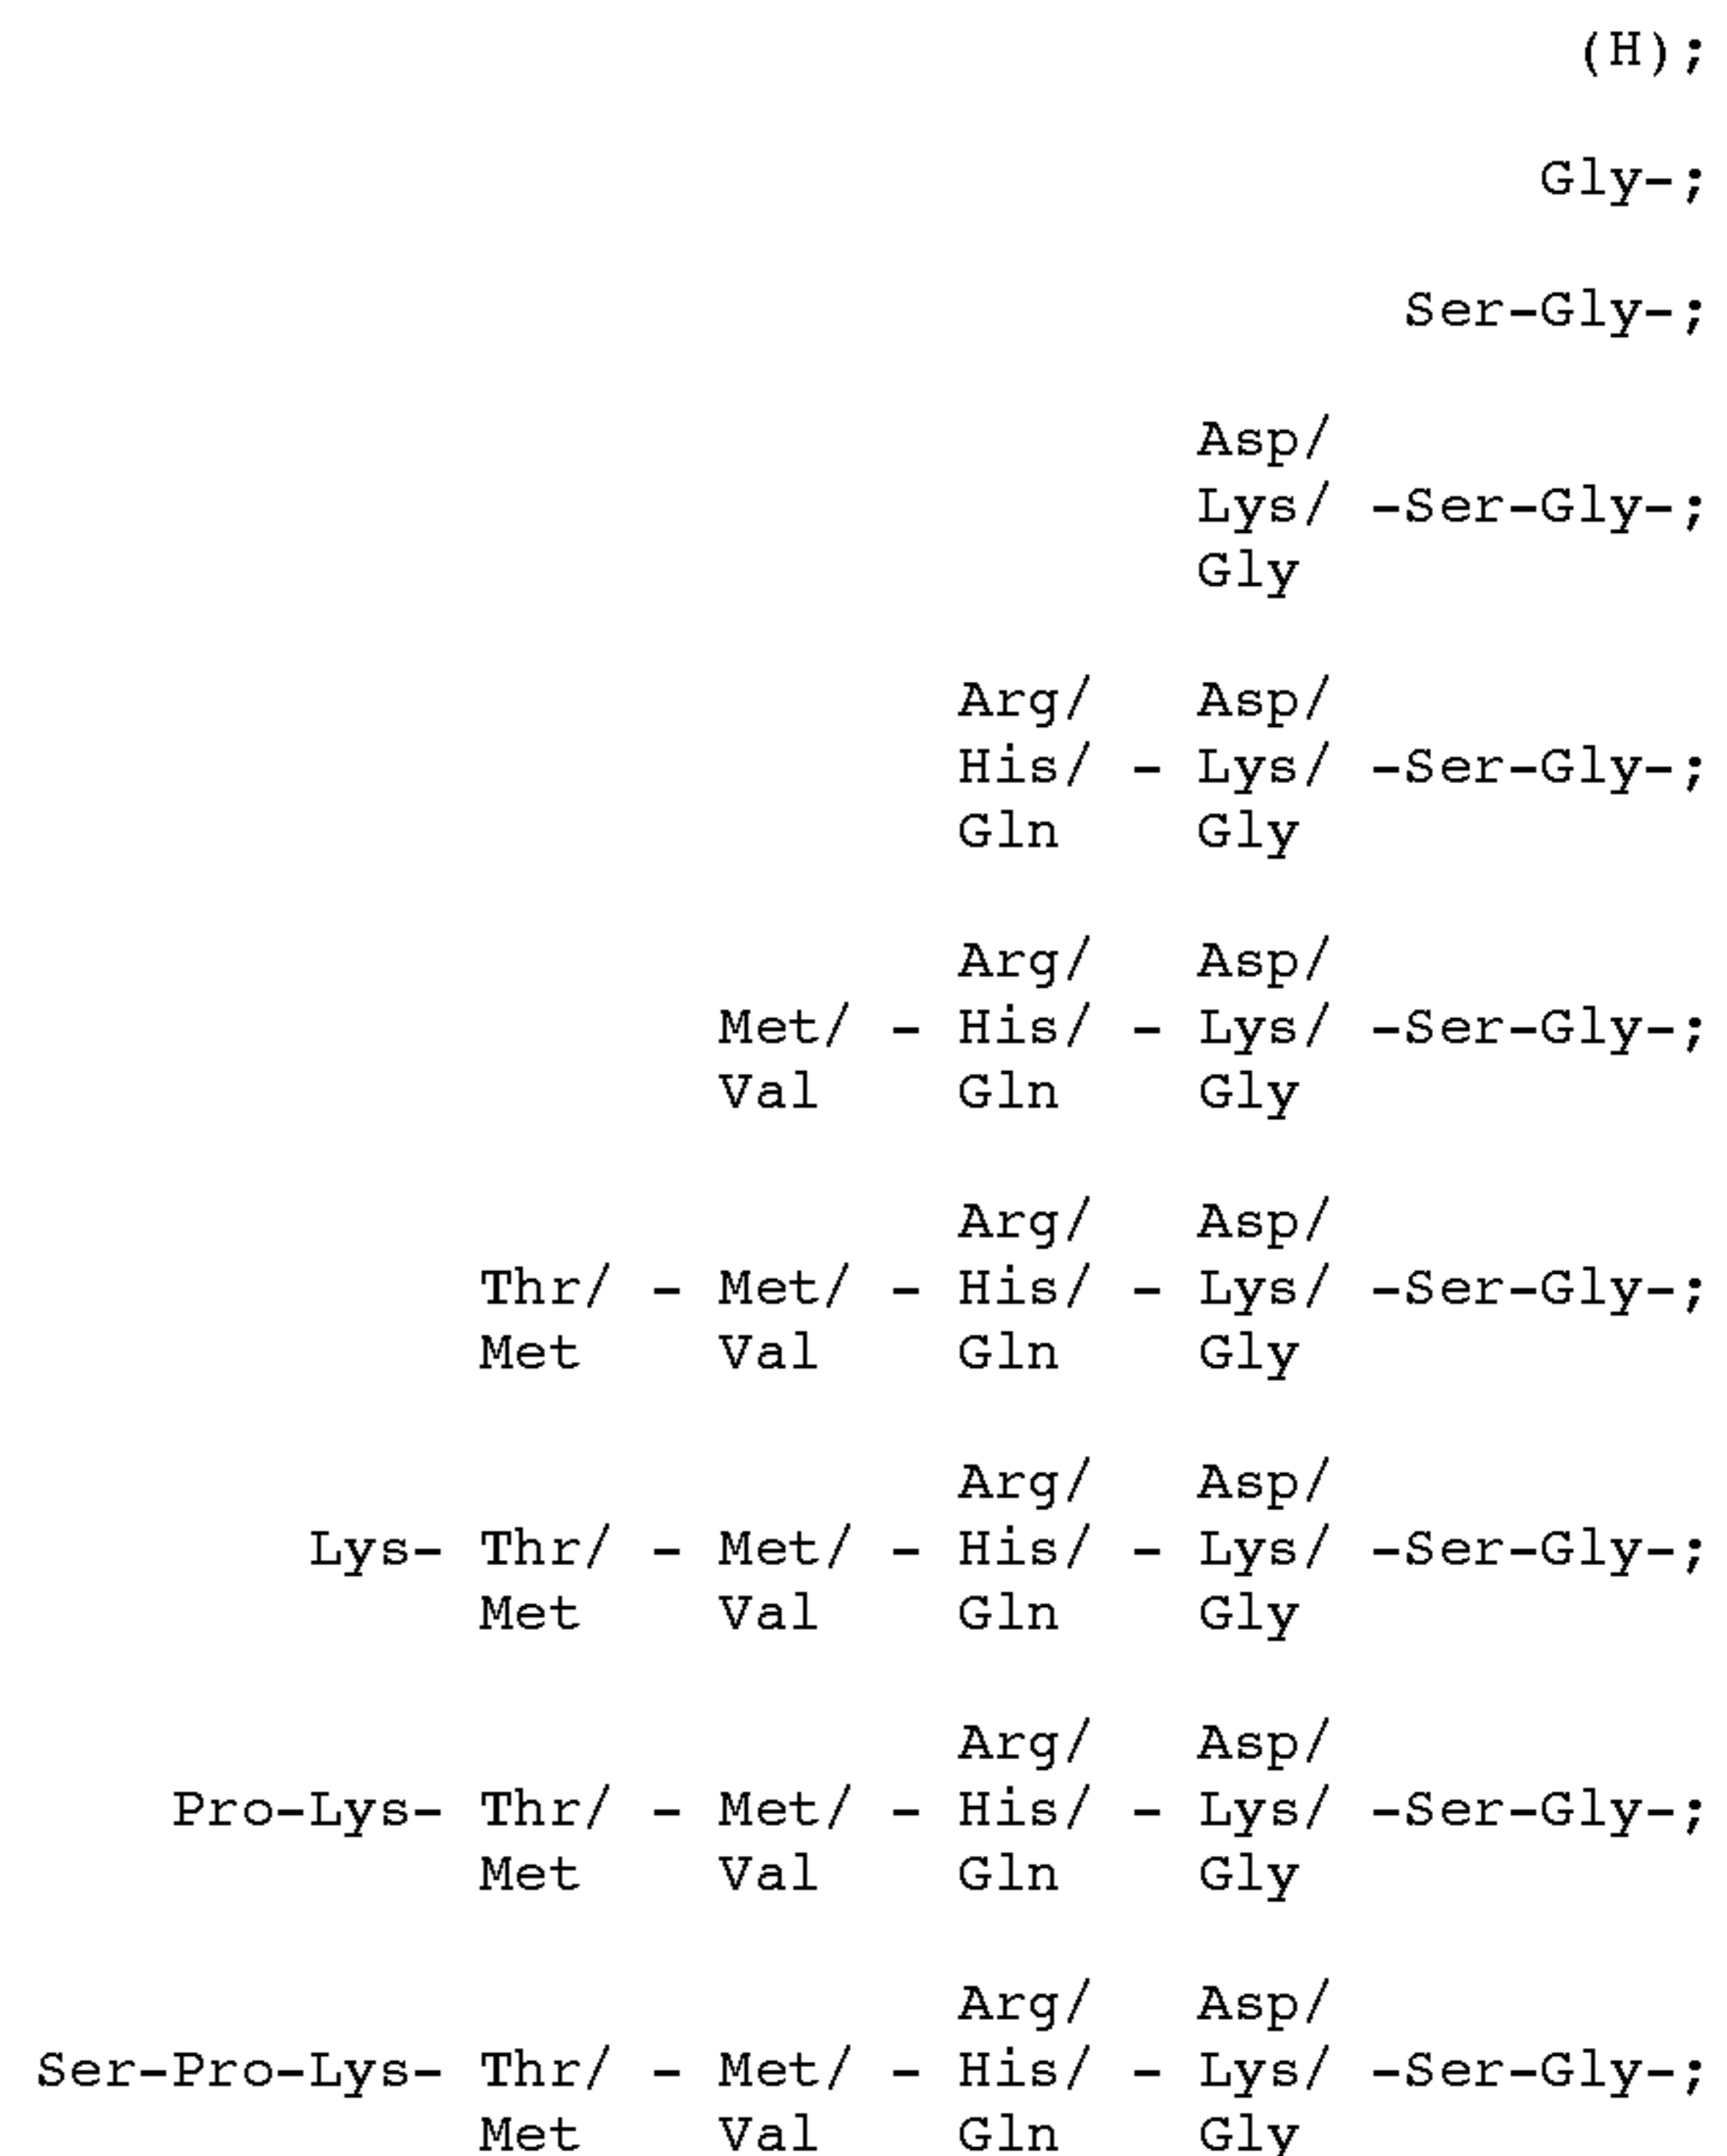 (H);
Gly-;
Ser-Gly-;
Asp/
Lys/ -Ser-Gly-;
Gly
Arg/ Asp/
His/ - Lys/ -Ser-Gly-;
Gln Gly
Arg/ Asp/
Met/ - His/ - Lys/ -Ser-Gly-;
Val Gln Gly
Arg/ Asp/
Thr/ - Met/ - His/ - Lys/ -Ser-Gly-;
Met Val Gln Gly
Arg/ Asp/
Lys- Thr/ - Met/ - His/ - Lys/ -Ser-Gly-;
Met Val Gln Gly
Arg/ Asp/
Pro-Lys- Thr/ - Met/ - His/ - Lys/ -Ser-Gly-;
Met Val Gln Gly
Arg/ Asp/
Ser-Pro-Lys- Thr/ - Met/ - His/ - Lys/ -Ser-Gly-;
Met Val Gln Gly